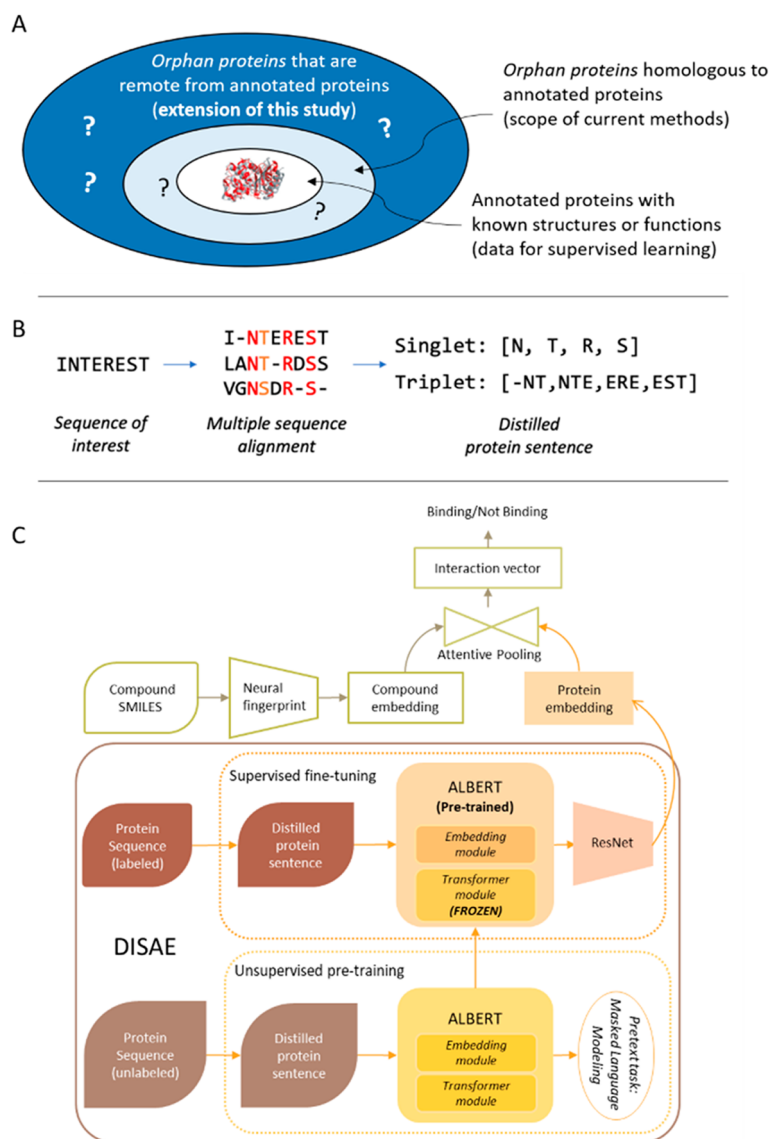 A
Orphan proteins that are
remote from annotated proteins
(extension of this study)
?
?
?
?
?
Orphan proteins homologous to
annotated proteins
(scope of current methods)
Annotated proteins with
known structures or functions
(data for supervised learning)
B
INTEREST
I-NTEREST
LANT-RDSS
VGNSDR-S-
Singlet: [N, T, R, S]
Triplet: [-NT,NTE,ERE,EST]
Sequence of
interest
Multiple sequence
alignment
Distilled
protein sentence
C
Binding/Not Binding
Interaction vector
Attentive Pooling
Compound
SMILES
Neural
fingerprint
Compound
embedding
Protein
embedding
Supervised fine-tuning
Protein
Sequence
(labeled)
Distilled
protein
sentence
ALBERT
(Pre-trained)
Embedding
module
Transformer
module
(FROZEN)
ResNet
DISAE
Unsupervised pre-training
Protein
Sequence
(unlabeled)
Distilled
protein
sentence
ALBERT
Embedding
module
Transformer
module
Pretext task:
Masked Language
Modeling